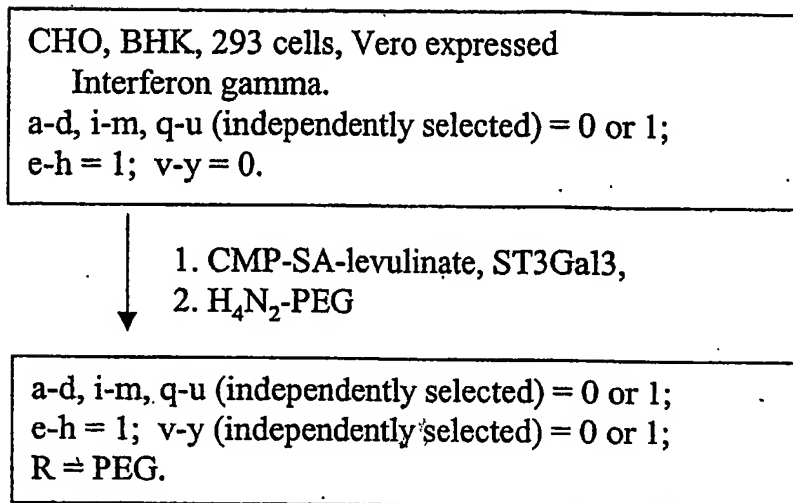 CHO, BHK, 293 cells, Vero expressed
Interferon gamma.
a-d, i-m, q-u (independently selected) = 0 or 1;
e-h = 1; v-y = 0.
1. CMP-SA-levulinate, ST3Gal3,
2. H₄N₂-PEG
a-d, i-m, q-u (independently selected) = 0 or 1;
e-h = 1; v-y (independently selected) = 0 or 1;
R = PEG.